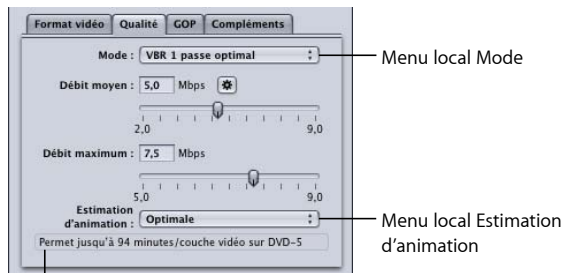 Format vidéo Qualité GOP Compléments
Mode : VBR 1 passe optimal
Menu local Mode
Débit moyen : 5,0 Mbps
2,0 9,0
Débit maximum : 7,5 Mbps
5,0 9,0
Estimation
d'animation : Optimale
Menu local Estimation
d'animation
Permet jusqu'à 94 minutes/couche vidéo sur DVD-5